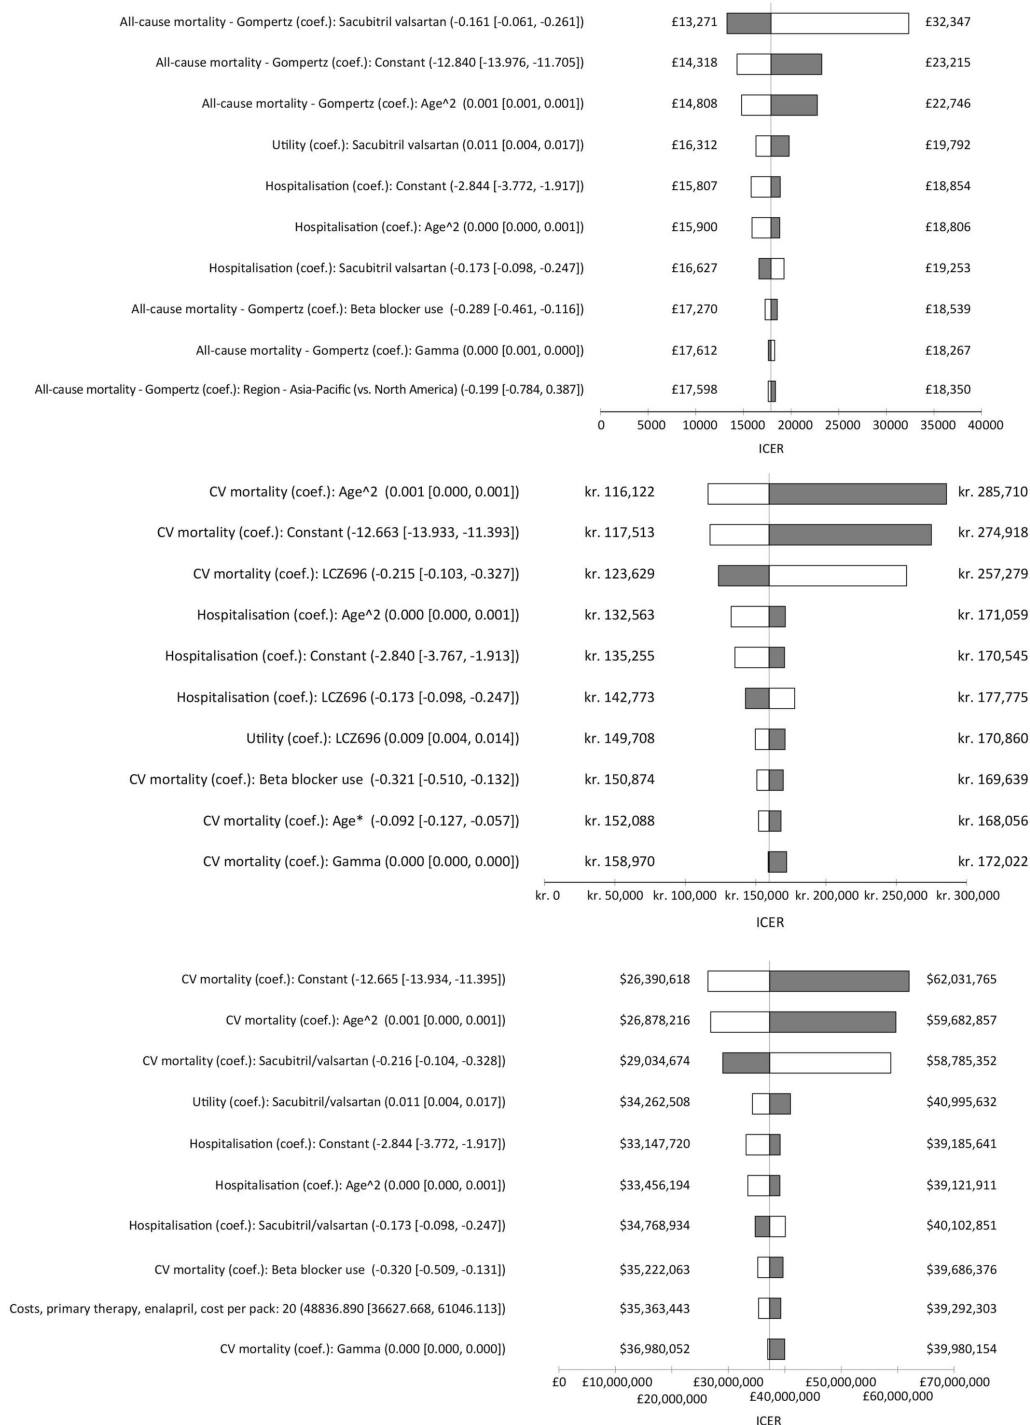 All-cause mortality - Gompertz (coef.): Sacubitril valsartan (-0.161 [-0.061, -0.261]) £13,271 £32,347
All-cause mortality - Gompertz (coef.): Constant (-12.840 [-13.976, -11.705]) £14,318 £23,215
All-cause mortality - Gompertz (coef.): Age^2 (0.001 [0.001, 0.001]) £14,808 £22,746
Utility (coef.): Sacubitril valsartan (0.011 [0.004, 0.017]) £16,312 £19,792
Hospitalisation (coef.): Constant (-2.844 [-3.772, -1.917]) £15,807 £18,854
Hospitalisation (coef.): Age^2 (0.000 [0.000, 0.001]) £15,900 £18,806
Hospitalisation (coef.): Sacubitril valsartan (-0.173 [-0.098, -0.247]) £16,627 £19,253
All-cause mortality - Gompertz (coef.): Beta blocker use (-0.289 [-0.461, -0.116]) £17,270 £18,539
All-cause mortality - Gompertz (coef.): Gamma (0.000 [0.001, 0.000]) £17,612 £18,267
All-cause mortality - Gompertz (coef.): Region - Asia-Pacific (vs. North America) (-0.199 [-0.784, 0.387]) £17,598 £18,350
0 5000 10000 15000 20000 25000 30000 35000 40000
ICER
CV mortality (coef.): Age^2 (0.001 [0.000, 0.001]) kr. 116,122 kr. 285,710
CV mortality (coef.): Constant (-12.663 [-13.933, -11.393]) kr. 117,513 kr. 274,918
CV mortality (coef.): LCZ696 (-0.215 [-0.103, -0.327]) kr. 123,629 kr. 257,279
Hospitalisation (coef.): Age^2 (0.000 [0.000, 0.001]) kr. 132,563 kr. 171,059
Hospitalisation (coef.): Constant (-2.840 [-3.767, -1.913]) kr. 135,255 kr. 170,545
Hospitalisation (coef.): LCZ696 (-0.173 [-0.098, -0.247]) kr. 142,773 kr. 177,775
Utility (coef.): LCZ696 (0.009 [0.004, 0.014]) kr. 149,708 kr. 170,860
CV mortality (coef.): Beta blocker use (-0.321 [-0.510, -0.132]) kr. 150,874 kr. 169,639
CV mortality (coef.): Age* (-0.092 [-0.127, -0.057]) kr. 152,088 kr. 168,056
CV mortality (coef.): Gamma (0.000 [0.000, 0.000]) kr. 158,970 kr. 172,022
kr. 0 kr. 50,000 kr. 100,000 kr. 150,000 kr. 200,000 kr. 250,000 kr. 300,000
ICER
CV mortality (coef.): Constant (-12.665 [-13.934, -11.395]) $26,390,618 $62,031,765
CV mortality (coef.): Age^2 (0.001 [0.000, 0.001]) $26,878,216 $59,682,857
CV mortality (coef.): Sacubitril/valsartan (-0.216 [-0.104, -0.328]) $29,034,674 $58,785,352
Utility (coef.): Sacubitril/valsartan (0.011 [0.004, 0.017]) $34,262,508 $40,995,632
Hospitalisation (coef.): Constant (-2.844 [-3.772, -1.917]) $33,147,720 $39,185,641
Hospitalisation (coef.): Age^2 (0.000 [0.000, 0.001]) $33,456,194 $39,121,911
Hospitalisation (coef.): Sacubitril/valsartan (-0.173 [-0.098, -0.247]) $34,768,934 $40,102,851
CV mortality (coef.): Beta blocker use (-0.320 [-0.509, -0.131]) $35,222,063 $39,686,376
Costs, primary therapy, enalapril, cost per pack: 20 (48836.890 [36627.668, 61046.113]) $35,363,443 $39,292,303
CV mortality (coef.): Gamma (0.000 [0.000, 0.000]) $36,980,052 $39,980,154
£0 £10,000,000 £30,000,000 £50,000,000 £70,000,000
£20,000,000 £40,000,000 £60,000,000
ICER